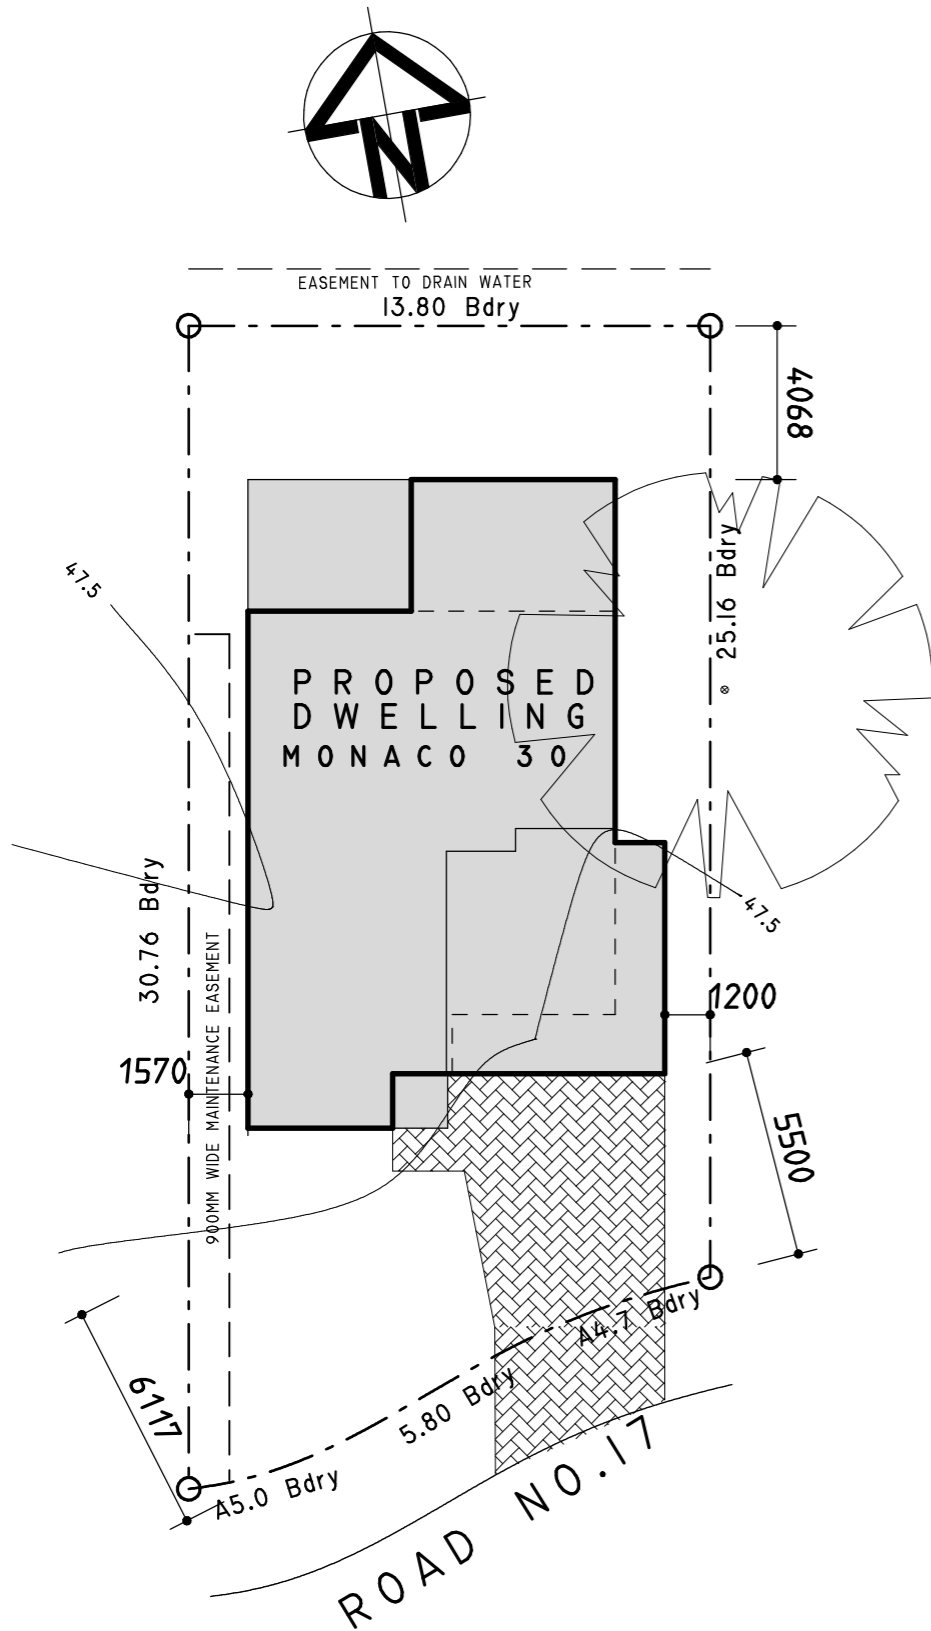 N
EASEMENT TO DRAIN WATER
13.80 Bdry
4068
47.5
25.16 Bdry
PROPOSED
DWELLING
MONACO 30
30.76 Bdry
900MM WIDE MAINTENANCE EASEMENT
47.5
1200
1570
5500
A4.7 Bdry
6117
5.80 Bdry
A5.0 Bdry
ROAD NO.17